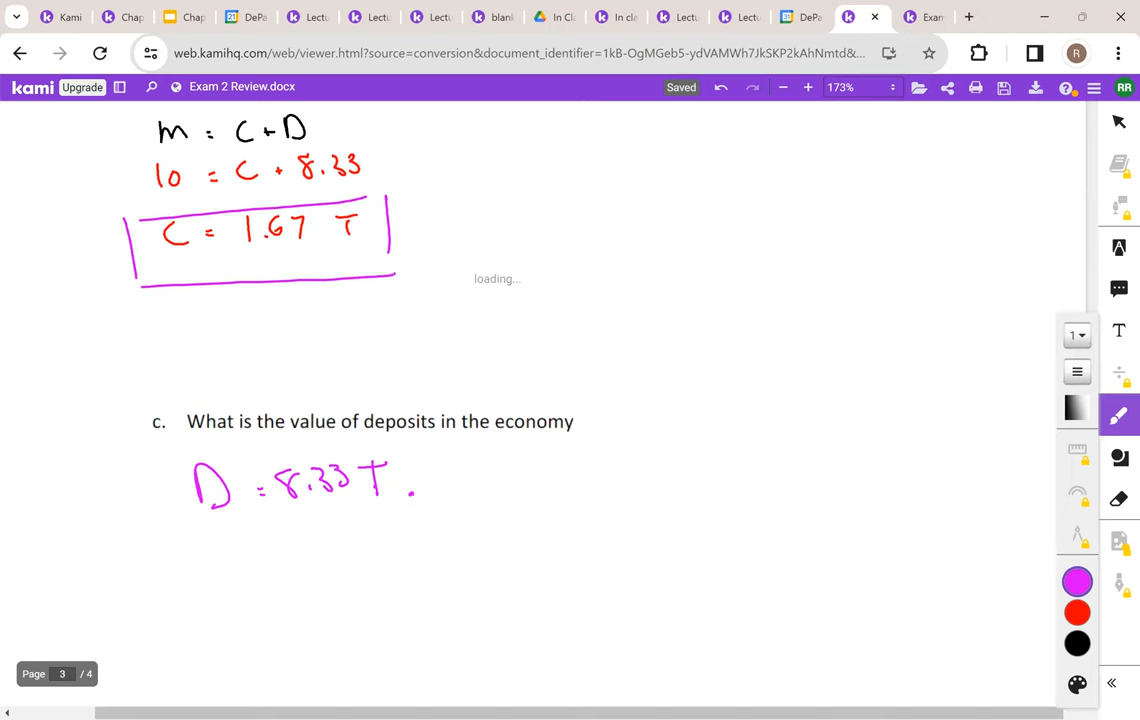 Kami
Chap
Chap
DePa
Lectu
Lectu
Lectu
blank
In Cla
In cla
Lectu
Lectu
DePa
Exam
web.kamihq.com/web/viewer.html?source=conversion&document_identifier=1kB-OgMGeb5-ydVAMWh7JkSKP2kAhNmtd&...
R
kami Upgrade Exam 2 Review.docx Saved 173% RR
m = C + D
10 = C + 8.33
C = 1.67 T
loading...
1
c. What is the value of deposits in the economy
D = 8.33 T.
Page 3 / 4